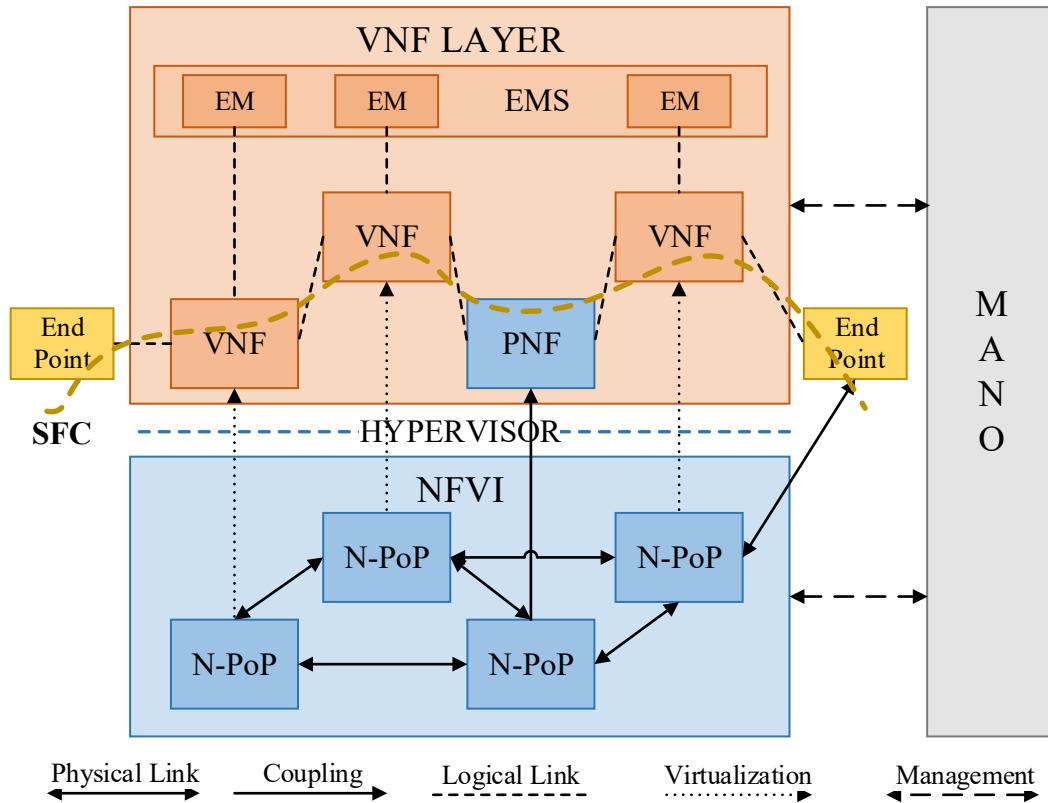 VNF LAYER
EM
EM
EMS
EM
VNF
VNF
End
Point
VNF
PNF
End
Point
SFC
HYPERVISOR
NFVI
N-PoP
N-PoP
N-PoP
N-PoP
M
A
N
O
Physical Link
Coupling
Logical Link
Virtualization
Management